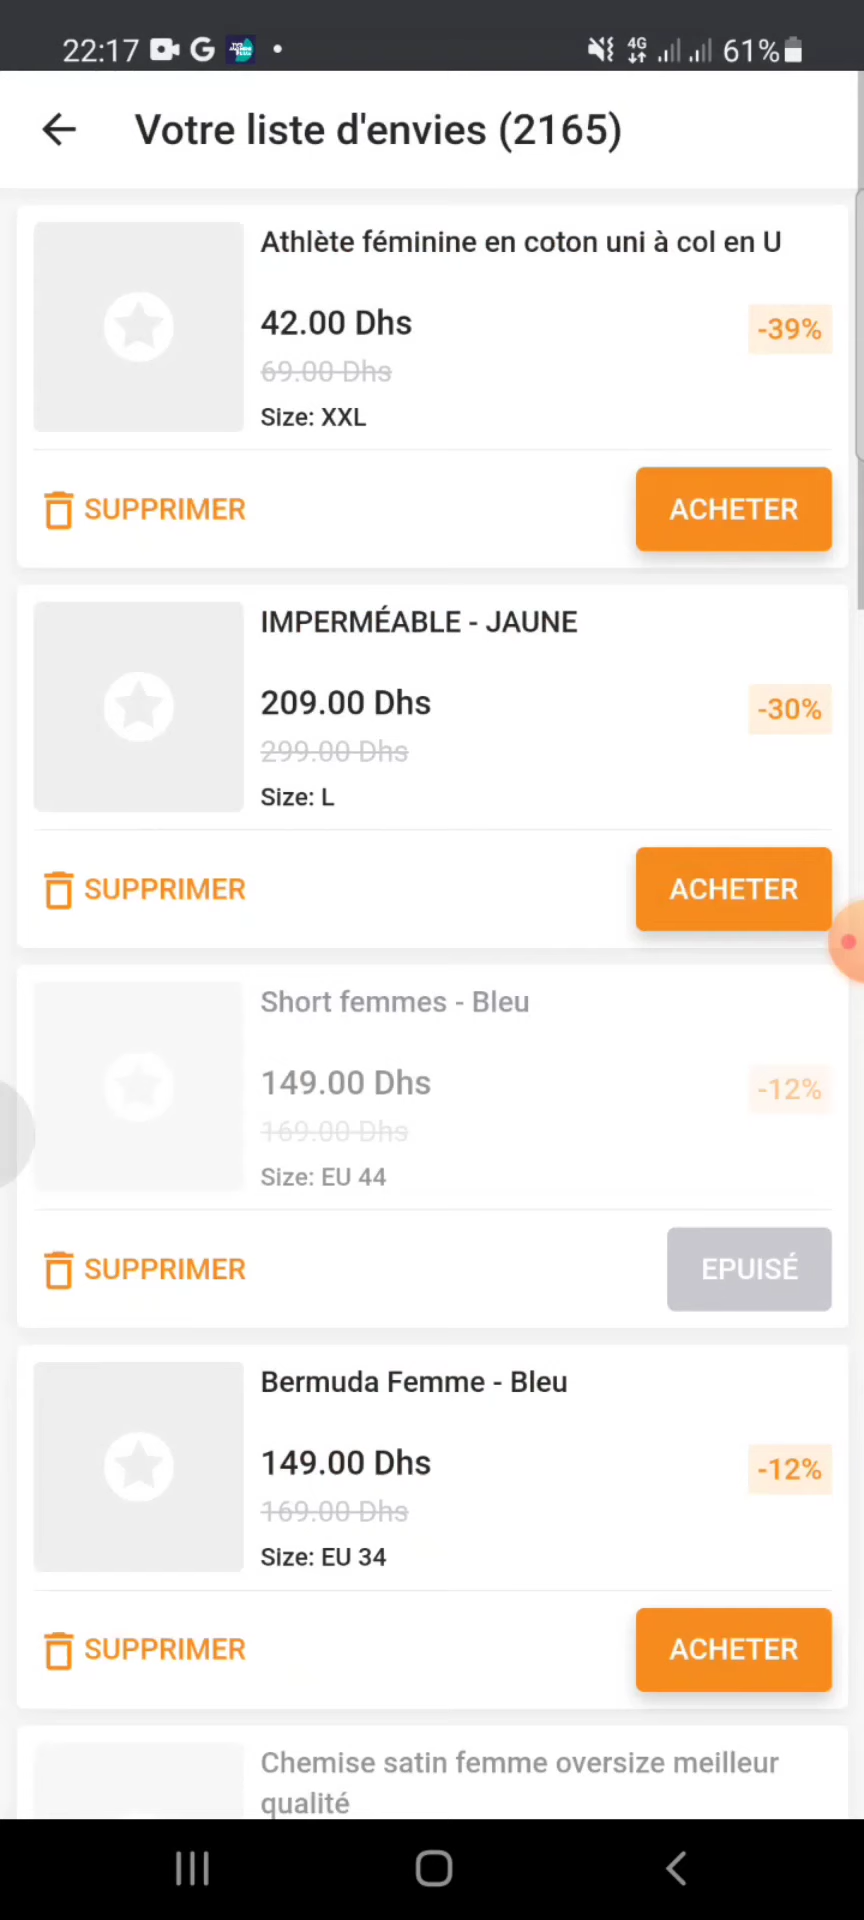 22:17
4G 61%
Votre liste d'envies (2165)
Athlète féminine en coton uni à col en U
42.00 Dhs
-39%
69.00 Dhs
Size: XXL
SUPPRIMER
ACHETER
IMPERMÉABLE - JAUNE
209.00 Dhs
-30%
299.00 Dhs
Size: L
SUPPRIMER
ACHETER
Short femmes - Bleu
149.00 Dhs
-12%
169.00 Dhs
Size: EU 44
SUPPRIMER
EPUISÉ
Bermuda Femme - Bleu
149.00 Dhs
-12%
169.00 Dhs
Size: EU 34
SUPPRIMER
ACHETER
Chemise satin femme oversize meilleur
qualité